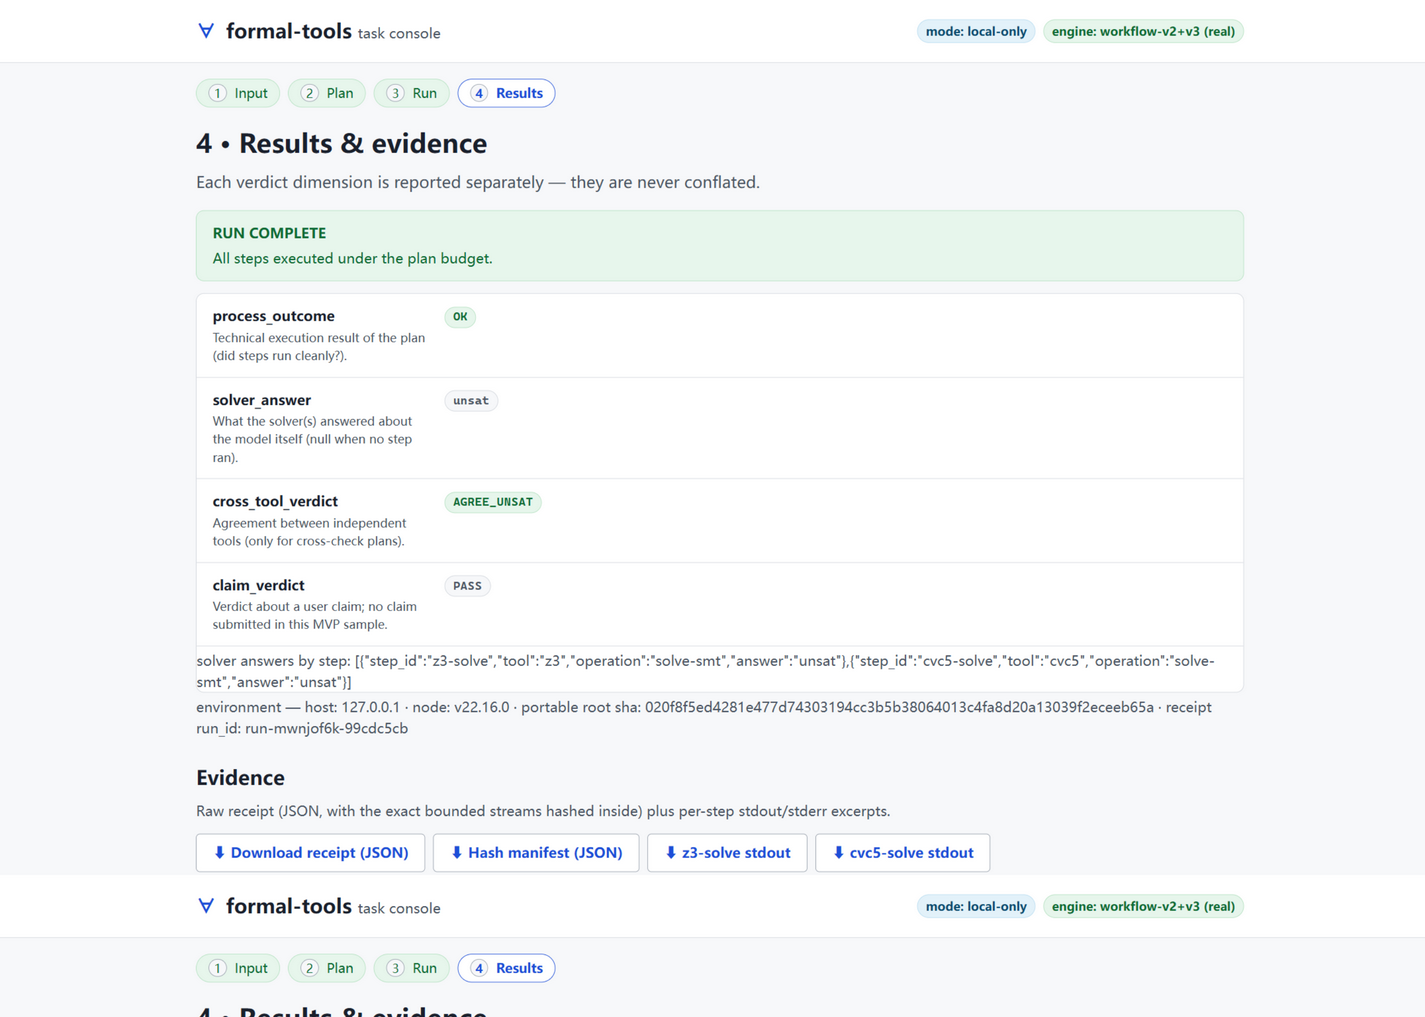 formal-tools task console
mode: local-only
engine: workflow-v2+v3 (real)
1 Input
2 Plan
3 Run
4 Results
4 • Results & evidence
Each verdict dimension is reported separately — they are never conflated.
RUN COMPLETE
All steps executed under the plan budget.
process_outcome
OK
Technical execution result of the plan
(did steps run cleanly?).
solver_answer
unsat
What the solver(s) answered about
the model itself (null when no step
ran).
cross_tool_verdict
AGREE_UNSAT
Agreement between independent
tools (only for cross-check plans).
claim_verdict
PASS
Verdict about a user claim; no claim
submitted in this MVP sample.
solver answers by step: [{"step_id":"z3-solve","tool":"z3","operation":"solve-smt","answer":"unsat"},{"step_id":"cvc5-solve","tool":"cvc5","operation":"solve-
smt","answer":"unsat"}]
environment — host: 127.0.0.1 · node: v22.16.0 · portable root sha: 020f8f5ed4281e477d74303194cc3b5b38064013c4fa8d20a13039f2eceeb65a · receipt
run_id: run-mwnjof6k-99cdc5cb
Evidence
Raw receipt (JSON, with the exact bounded streams hashed inside) plus per-step stdout/stderr excerpts.
⬇ Download receipt (JSON)
⬇ Hash manifest (JSON)
⬇ z3-solve stdout
⬇ cvc5-solve stdout
formal-tools task console
mode: local-only
engine: workflow-v2+v3 (real)
1 Input
2 Plan
3 Run
4 Results
4 • Results & evidence